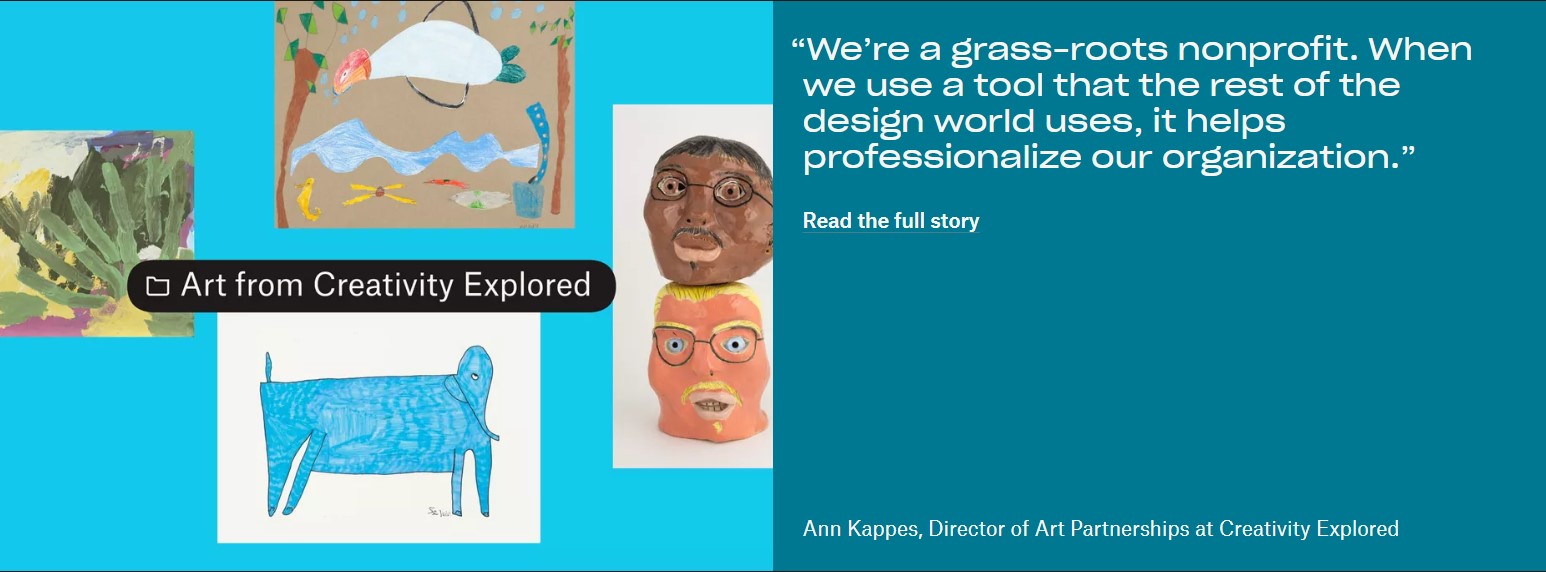 Art from Creativity Explored
“We’re a grass-roots nonprofit. When
we use a tool that the rest of the
design world uses, it helps
professionalize our organization.”
Read the full story
Ann Kappes, Director of Art Partnerships at Creativity Explored